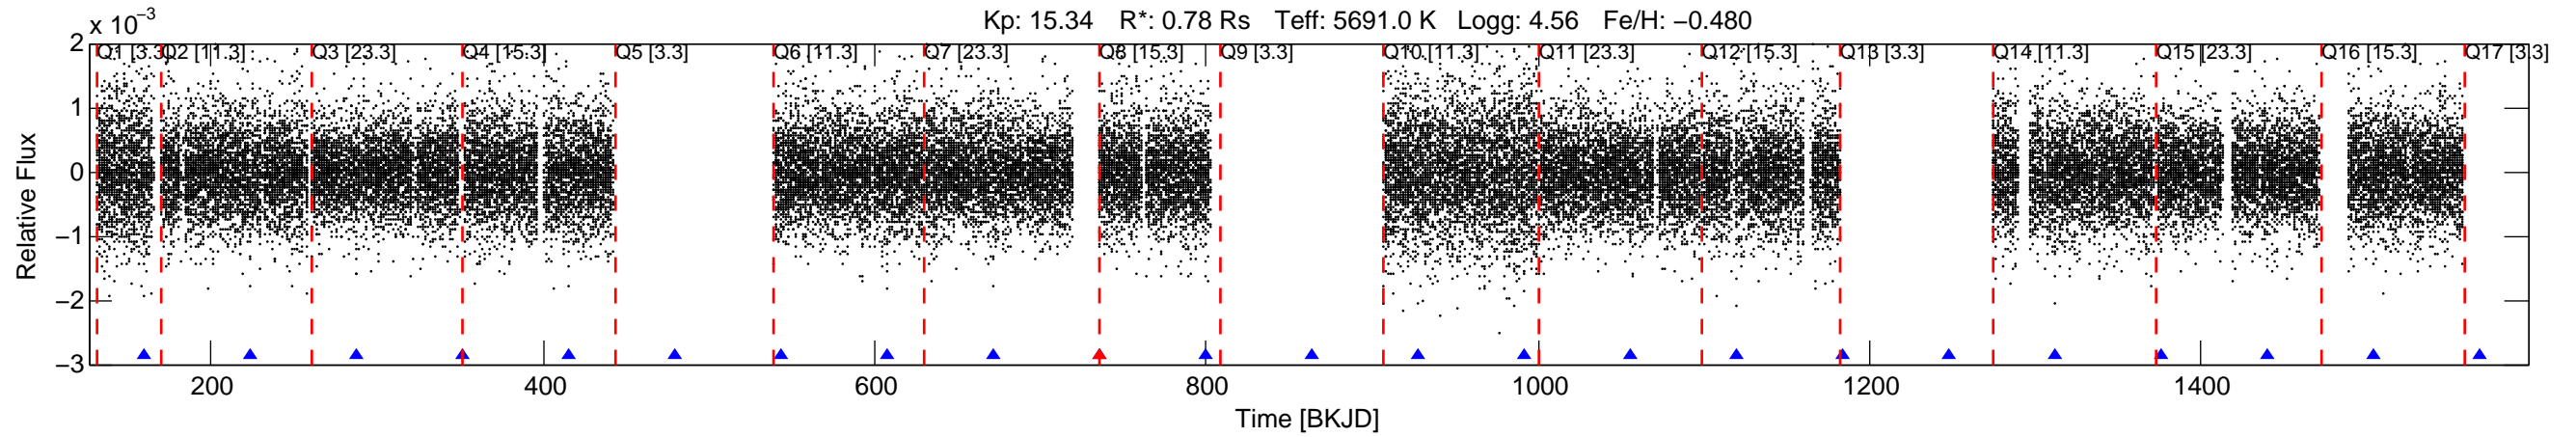 Kp: 15.34 R*: 0.78 Rs Teff: 5691.0 K Logg: 4.56 Fe/H: −0.480
x 10⁻³
Q1 [3.3] Q2 [11.3] Q3 [23.3] Q4 [15.3] Q5 [3.3] Q6 [11.3] Q7 [23.3] Q8 [15.3] Q9 [3.3] Q10 [11.3] Q11 [23.3] Q12 [15.3] Q13 [3.3] Q14 [11.3] Q15 [23.3] Q16 [15.3] Q17 [3.3]
2
1
0
−1
−2
−3
Relative Flux
200 400 600 800 1000 1200 1400
Time [BKJD]